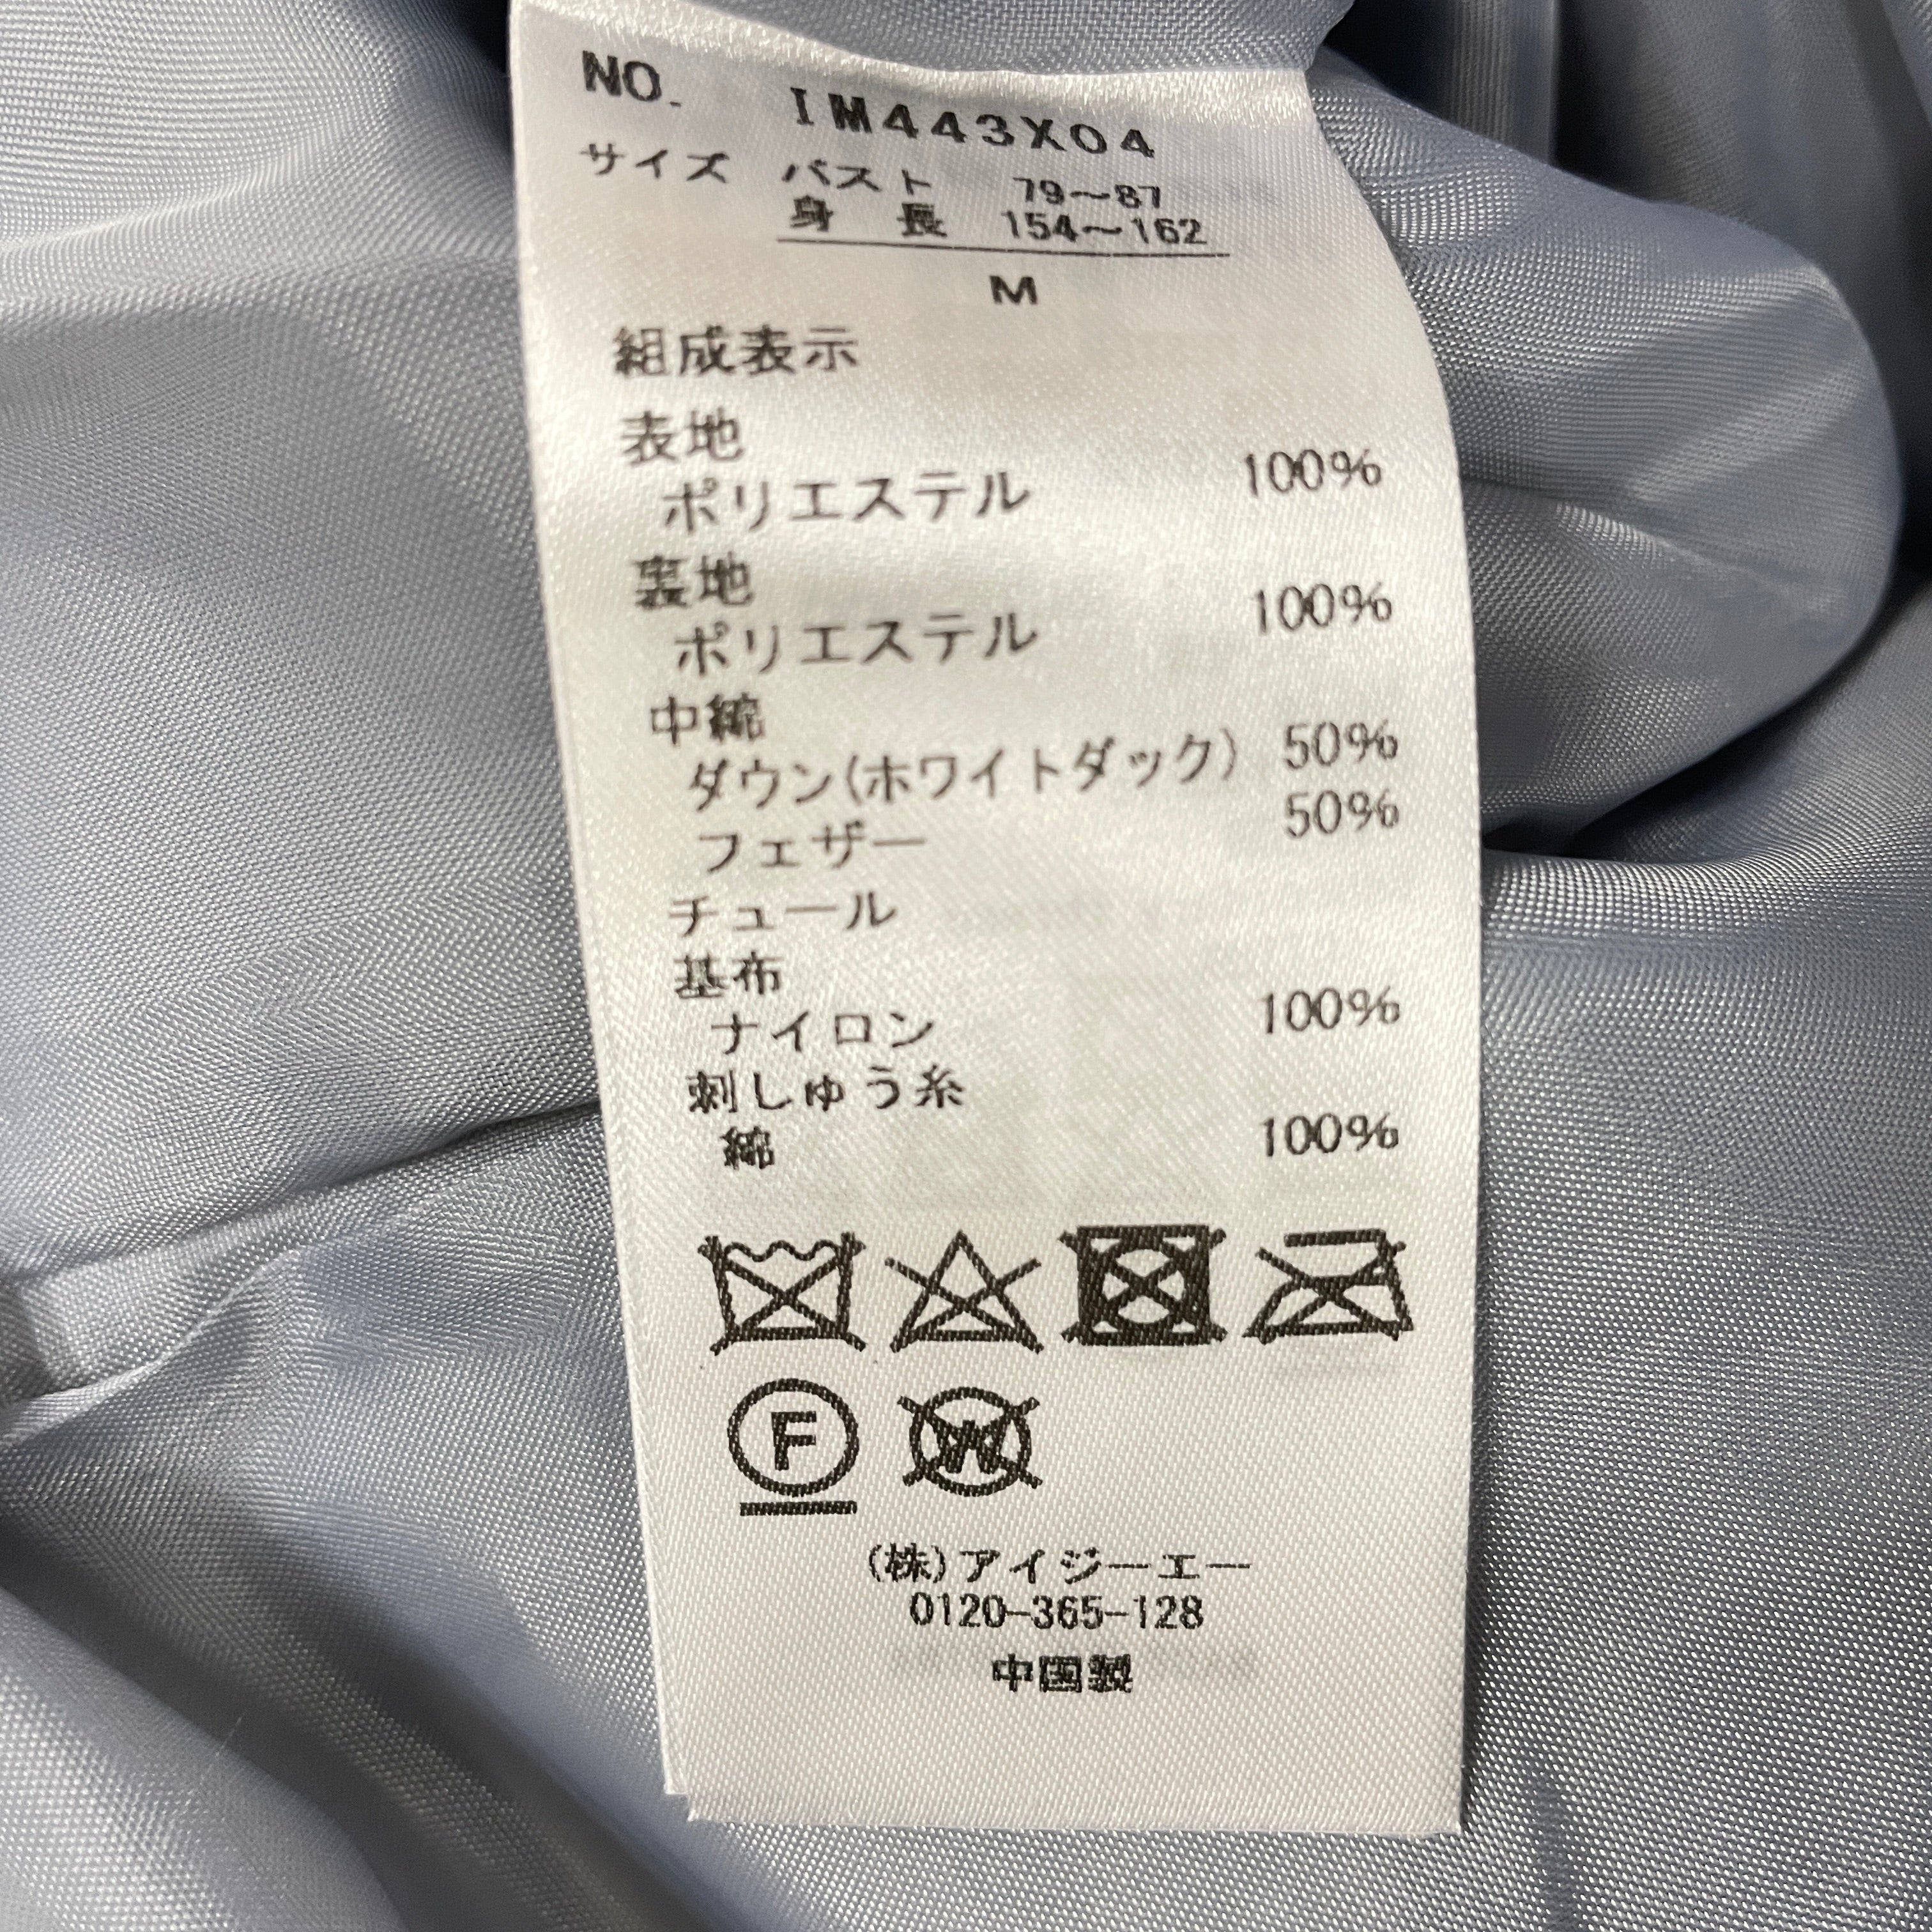 NO. IM443X04
サイズ バスト 79〜87
身長 154〜162
M
組成表示
表地
ポリエステル 100%
裏地
ポリエステル 100%
中綿
ダウン(ホワイトダック) 50%
フェザー 50%
チュール
基布
ナイロン 100%
刺しゅう糸
綿 100%
F W
(株)アイジーエー
0120-365-128
中国製